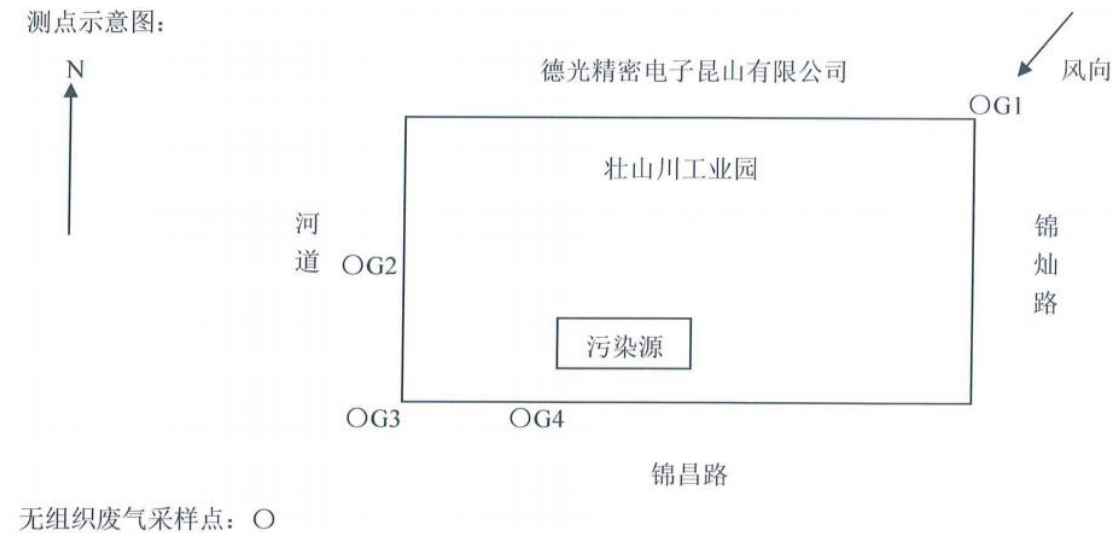 测点示意图：
N
德光精密电子昆山有限公司
风向
○G1
壮山川工业园
河道
锦灿路
○G2
污染源
○G3
○G4
锦昌路
无组织废气采样点：○